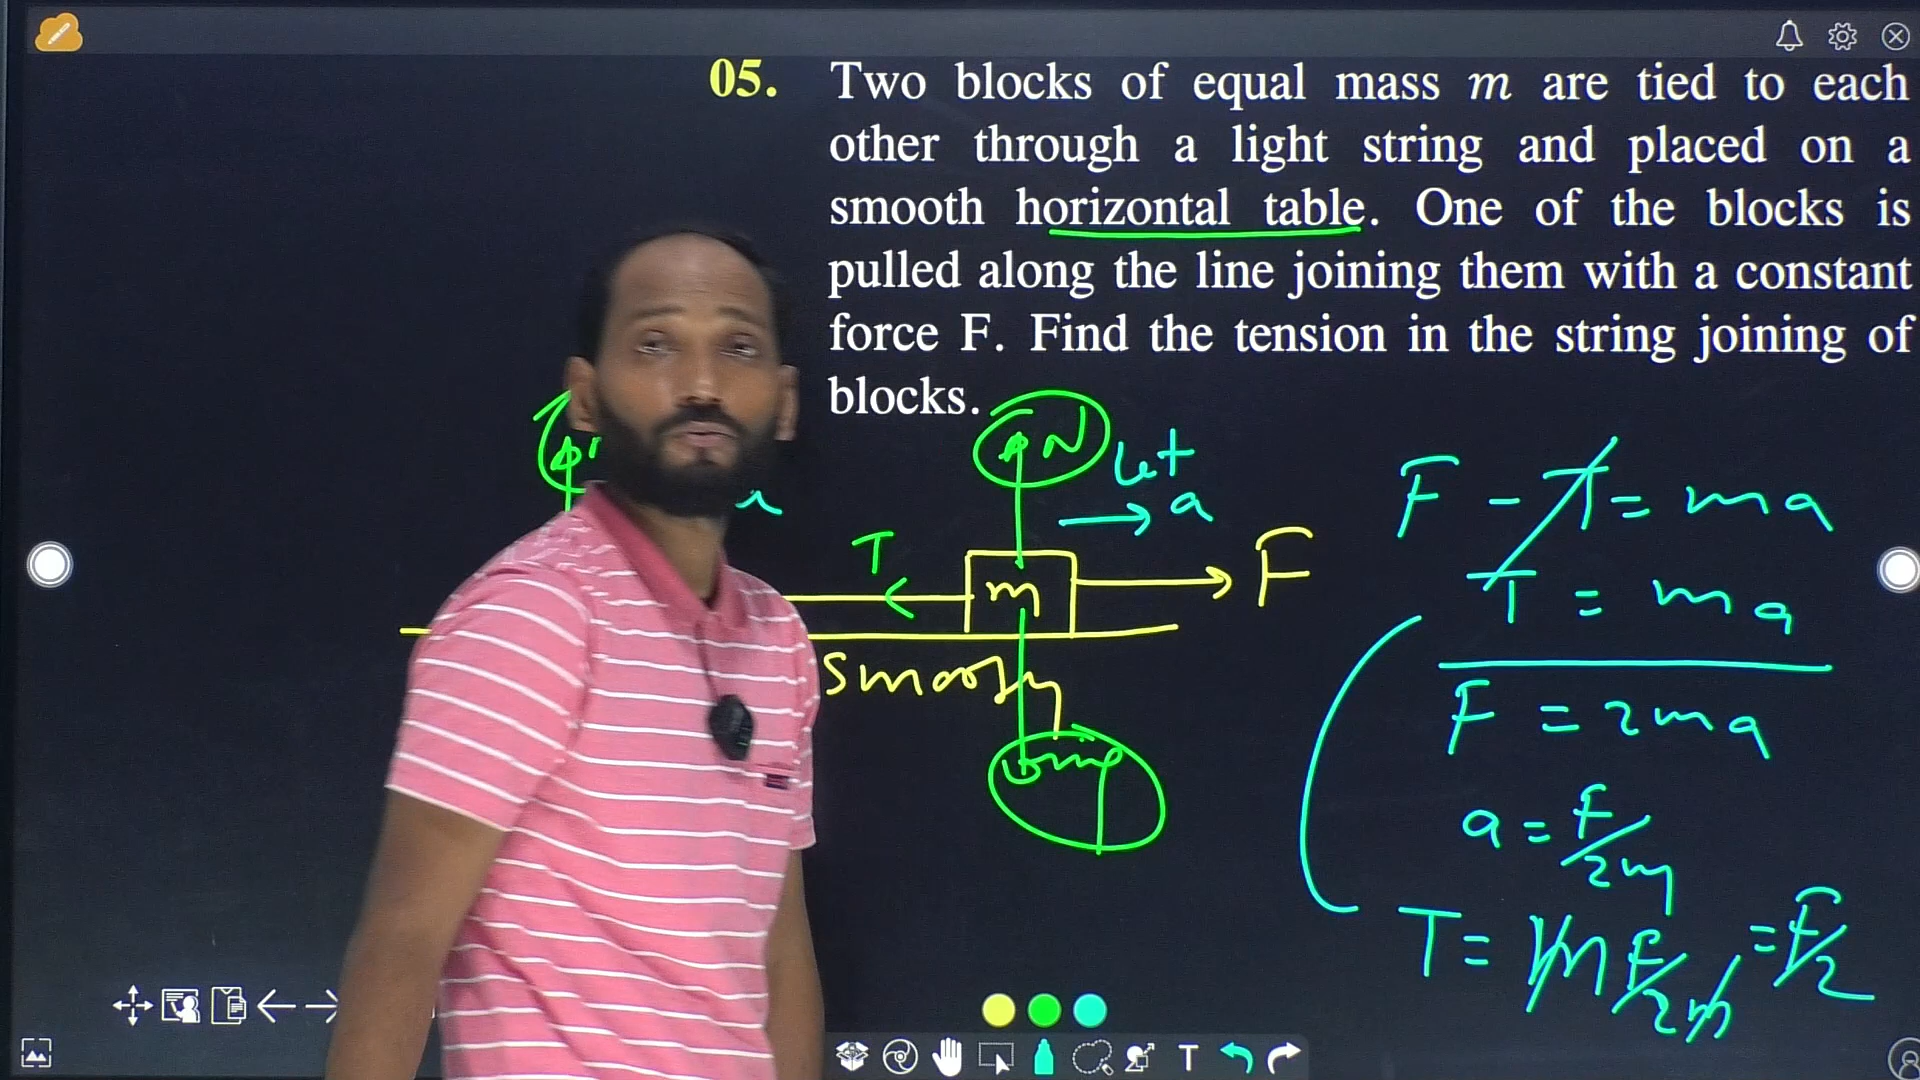 05. Two blocks of equal mass m are tied to each
other through a light string and placed on a
smooth horizontal table. One of the blocks is
pulled along the line joining them with a constant
force F. Find the tension in the string joining of
blocks.
N
Let
a
T
m
F
Smooth
mg
F - T = ma
T = ma
F = 2ma
a = F/2m
T = m F/2m = F/2
T